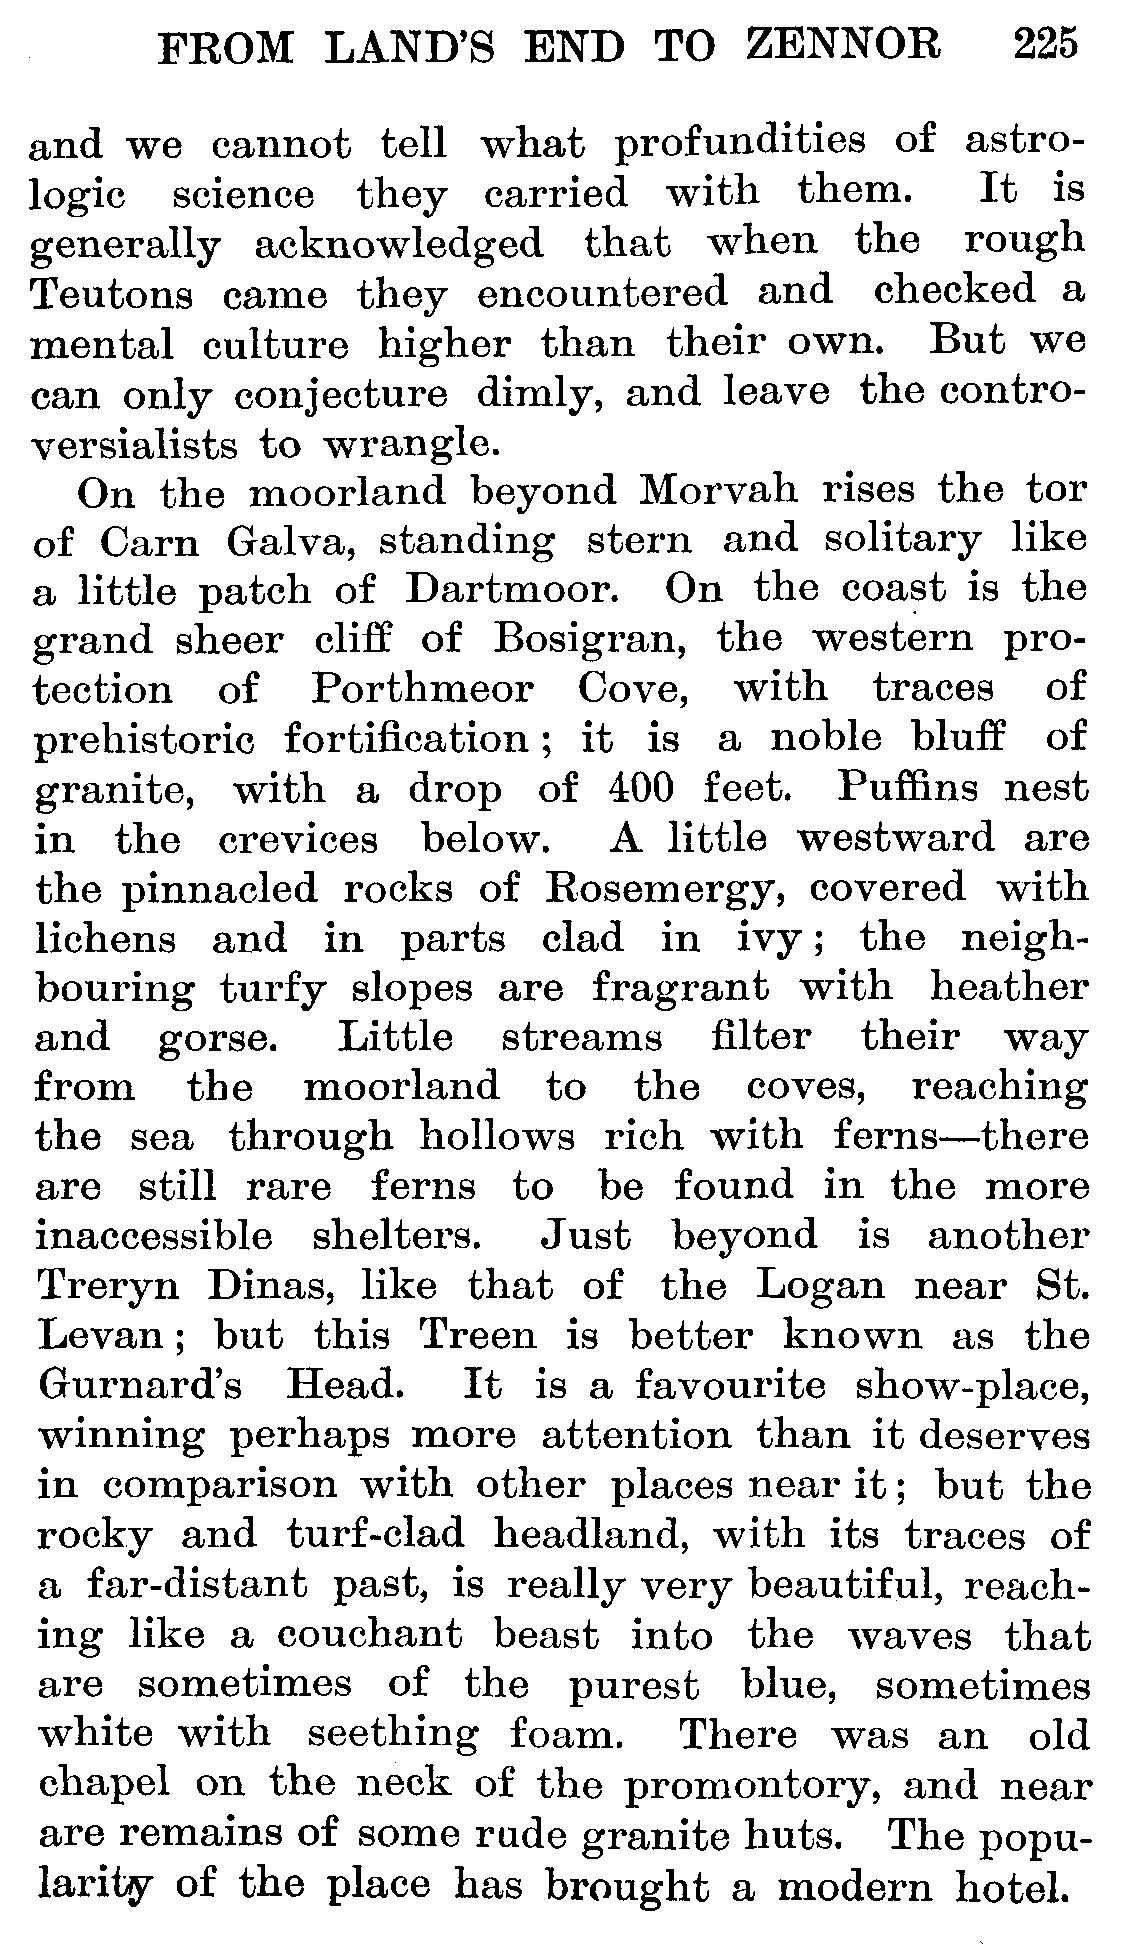 FROM LAND'S END TO ZENNOR 225
and we cannot tell what profundities of astro-
logic science they carried with them. It is
generally acknowledged that when the rough
Teutons came they encountered and checked a
mental culture higher than their own. But we
can only conjecture dimly, and leave the contro-
versialists to wrangle.
On the moorland beyond Morvah rises the tor
of Carn Galva, standing stern and solitary like
a little patch of Dartmoor. On the coast is the
grand sheer cliff of Bosigran, the western pro-
tection of Porthmeor Cove, with traces of
prehistoric fortification; it is a noble bluff of
granite, with a drop of 400 feet. Puffins nest
in the crevices below. A little westward are
the pinnacled rocks of Rosemergy, covered with
lichens and in parts clad in ivy; the neigh-
bouring turfy slopes are fragrant with heather
and gorse. Little streams filter their way
from the moorland to the coves, reaching
the sea through hollows rich with ferns—there
are still rare ferns to be found in the more
inaccessible shelters. Just beyond is another
Treryn Dinas, like that of the Logan near St.
Levan; but this Treen is better known as the
Gurnard's Head. It is a favourite show-place,
winning perhaps more attention than it deserves
in comparison with other places near it; but the
rocky and turf-clad headland, with its traces of
a far-distant past, is really very beautiful, reach-
ing like a couchant beast into the waves that
are sometimes of the purest blue, sometimes
white with seething foam. There was an old
chapel on the neck of the promontory, and near
are remains of some rude granite huts. The popu-
larity of the place has brought a modern hotel.